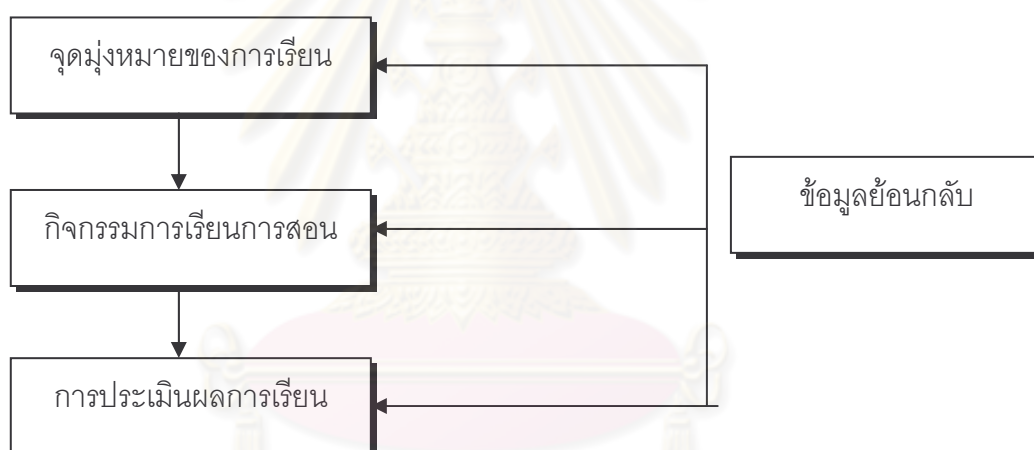 จุดมุ่งหมายของการเรียน
ข้อมูลย้อนกลับ
กิจกรรมการเรียนการสอน
การประเมินผลการเรียน